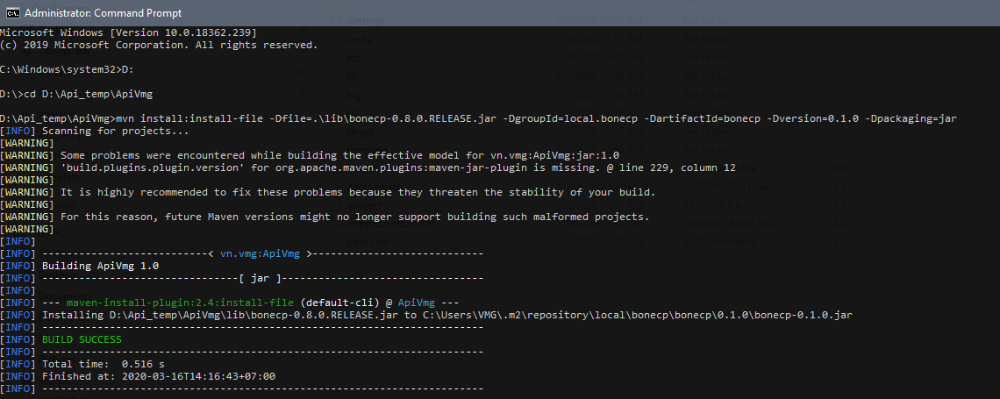 Administrator: Command Prompt
Microsoft Windows [Version 10.0.18362.239]
(c) 2019 Microsoft Corporation. All rights reserved.
C:\Windows\system32>D:
D:\>cd D:\Api_temp\ApiVmg
D:\Api_temp\ApiVmg>mvn install:install-file -Dfile=.\lib\bonecp-0.8.0.RELEASE.jar -DgroupId=local.bonecp -DartifactId=bonecp -Dversion=0.1.0 -Dpackaging=jar
[INFO] Scanning for projects...
[WARNING]
[WARNING] Some problems were encountered while building the effective model for vn.vmg:ApiVmg:jar:1.0
[WARNING] 'build.plugins.plugin.version' for org.apache.maven.plugins:maven-jar-plugin is missing. @ line 229, column 12
[WARNING]
[WARNING] It is highly recommended to fix these problems because they threaten the stability of your build.
[WARNING]
[WARNING] For this reason, future Maven versions might no longer support building such malformed projects.
[WARNING]
[INFO]
[INFO] ---------------------------< vn.vmg:ApiVmg >----------------------------
[INFO] Building ApiVmg 1.0
[INFO] --------------------------------[ jar ]---------------------------------
[INFO]
[INFO] --- maven-install-plugin:2.4:install-file (default-cli) @ ApiVmg ---
[INFO] Installing D:\Api_temp\ApiVmg\lib\bonecp-0.8.0.RELEASE.jar to C:\Users\VMG\.m2\repository\local\bonecp\bonecp\0.1.0\bonecp-0.1.0.jar
[INFO] ------------------------------------------------------------------------
[INFO] BUILD SUCCESS
[INFO] ------------------------------------------------------------------------
[INFO] Total time:  0.516 s
[INFO] Finished at: 2020-03-16T14:16:43+07:00
[INFO] ------------------------------------------------------------------------